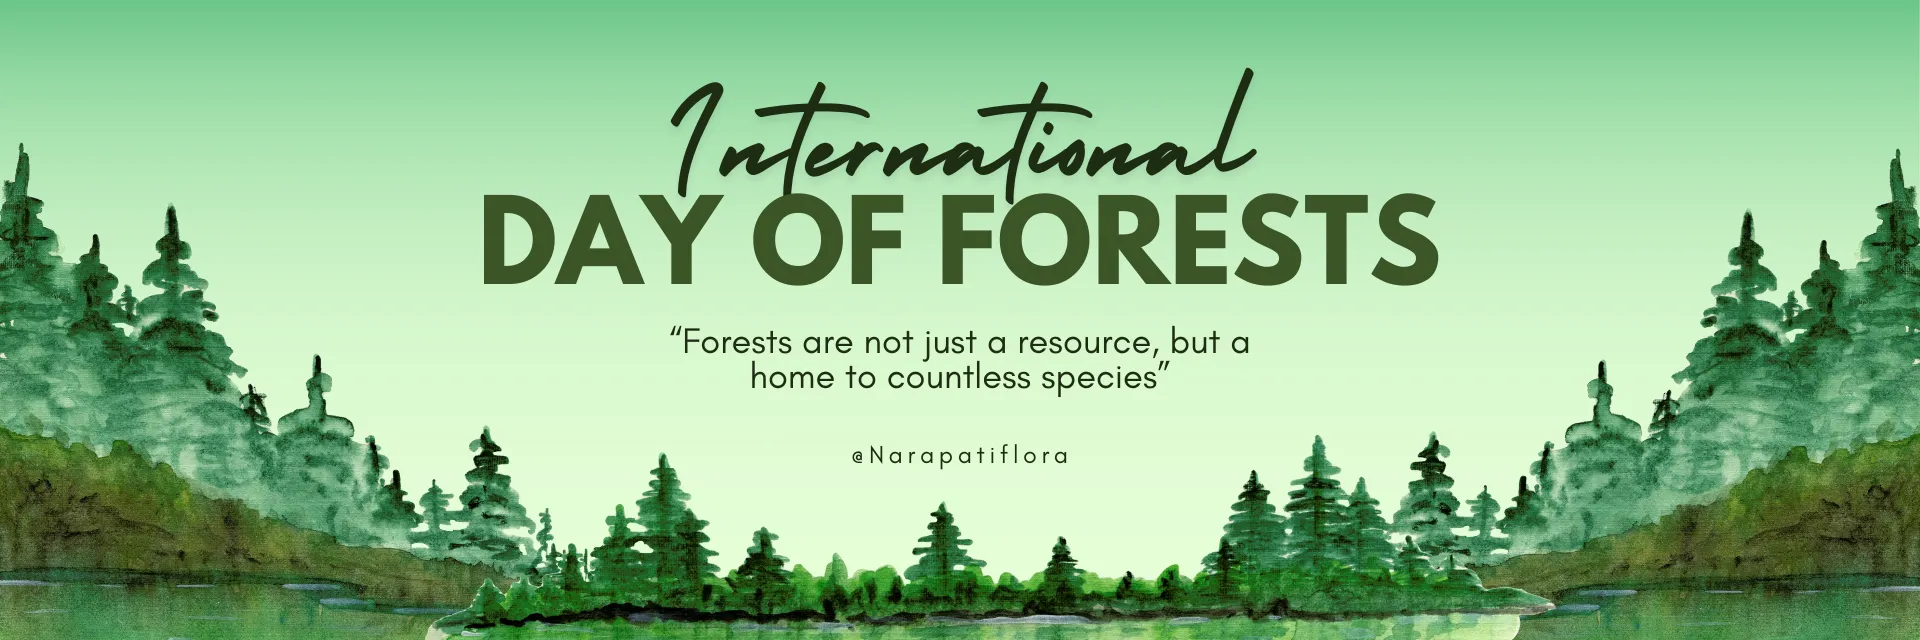 International
DAY OF FORESTS
“Forests are not just a resource, but a
home to countless species”
@Narapatiflora